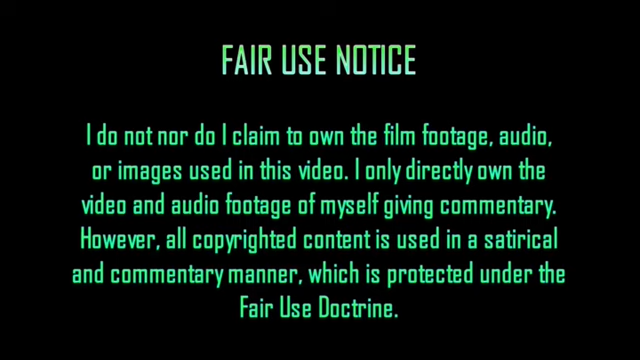 FAIR USE NOTICE
I do not nor do I claim to own the film footage, audio,
or images used in this video. I only directly own the
video and audio footage of myself giving commentary.
However, all copyrighted content is used in a satirical
and commentary manner, which is protected under the
Fair Use Doctrine.